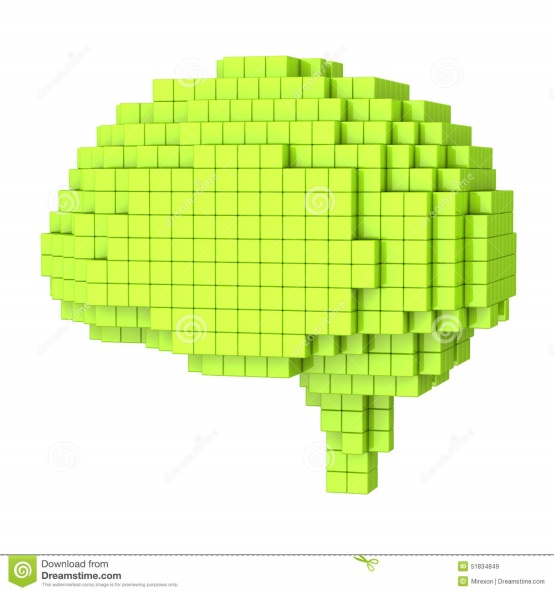 Download from
Dreamstime.com
This watermarked comp image is for previewing purposes only.
51834849
Mirexon | Dreamstime.com